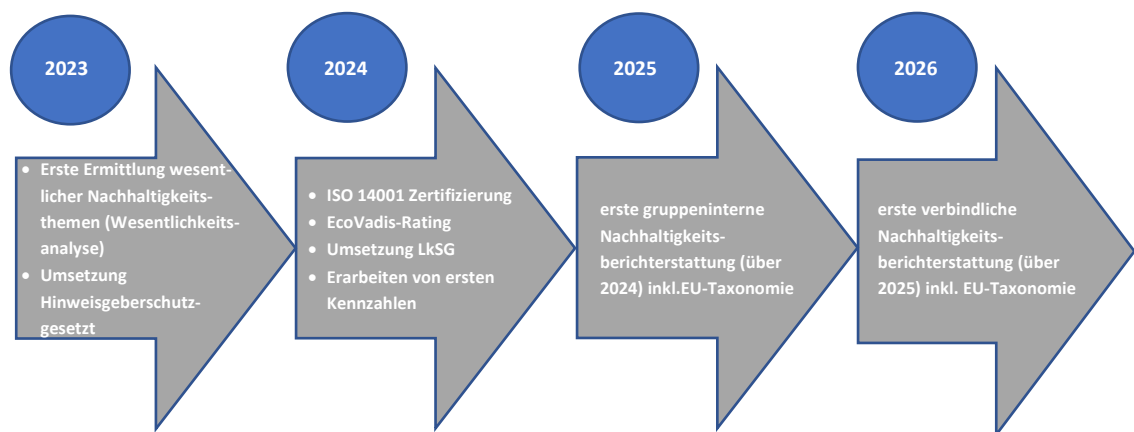 2023
• Erste Ermittlung wesent-
licher Nachhaltigkeits-
themen (Wesentlichkeits-
analyse)
• Umsetzung
Hinweisgeberschutz-
gesetzt
2024
• ISO 14001 Zertifizierung
• EcoVadis-Rating
• Umsetzung LkSG
• Erarbeiten von ersten
Kennzahlen
2025
erste gruppeninterne
Nachhaltigkeits-
berichterstattung (über
2024) inkl.EU-Taxonomie
2026
erste verbindliche
Nachhaltigkeits-
berichterstattung (über
2025) inkl. EU-Taxonomie